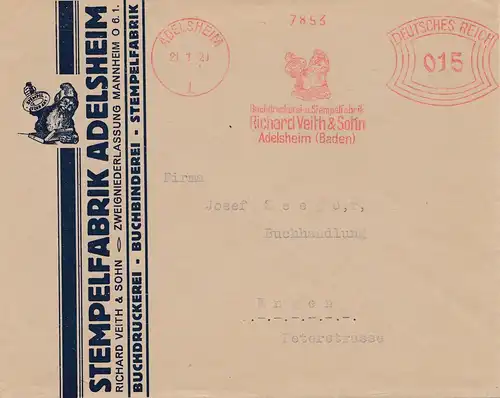 STEMPELFABRIK ADELSHEIM
RICHARD VEITH & SOHN ZWEIGNIEDERLASSUNG MANNHEIM O 6.1.
BUCHDRUCKEREI · BUCHBINDEREI · STEMPELFABRIK
ADELSHEIM
1
7853
DEUTSCHES REICH
015
Buchdruckerei u. Stempelfabrik
Richard Veith & Sohn
Adelsheim (Baden)
Firma
Josef
Buchhandlung
Peterstrasse